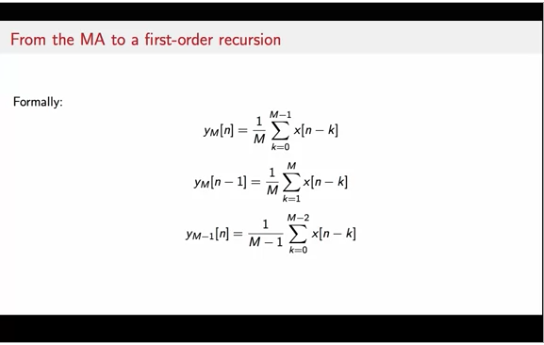 From the MA to a first-order recursion
Formally:
y_M[n] = \frac{1}{M} \sum_{k=0}^{M-1} x[n − k]
y_M[n − 1] = \frac{1}{M} \sum_{k=1}^{M} x[n − k]
y_{M−1}[n] = \frac{1}{M − 1} \sum_{k=0}^{M−2} x[n − k]